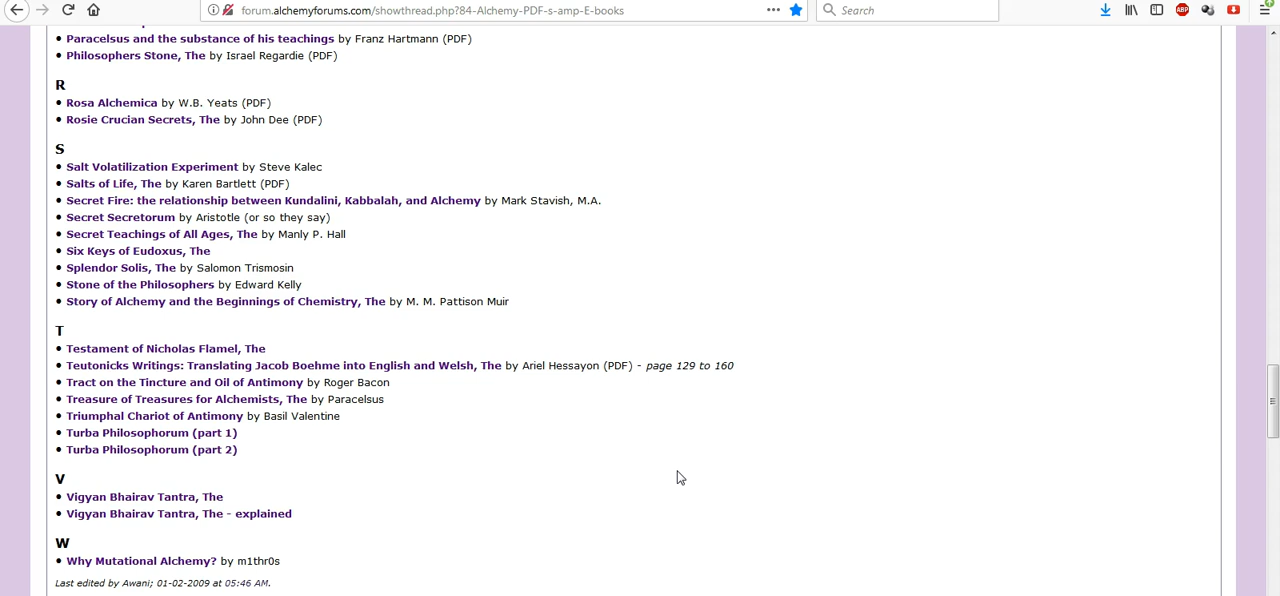 forum.alchemyforums.com/showthread.php?84-Alchemy-PDF-s-amp-E-books
Search
ABP
• Paracelsus and the substance of his teachings by Franz Hartmann (PDF)
• Philosophers Stone, The by Israel Regardie (PDF)
R
• Rosa Alchemica by W.B. Yeats (PDF)
• Rosie Crucian Secrets, The by John Dee (PDF)
S
• Salt Volatilization Experiment by Steve Kalec
• Salts of Life, The by Karen Bartlett (PDF)
• Secret Fire: the relationship between Kundalini, Kabbalah, and Alchemy by Mark Stavish, M.A.
• Secret Secretorum by Aristotle (or so they say)
• Secret Teachings of All Ages, The by Manly P. Hall
• Six Keys of Eudoxus, The
• Splendor Solis, The by Salomon Trismosin
• Stone of the Philosophers by Edward Kelly
• Story of Alchemy and the Beginnings of Chemistry, The by M. M. Pattison Muir
T
• Testament of Nicholas Flamel, The
• Teutonicks Writings: Translating Jacob Boehme into English and Welsh, The by Ariel Hessayon (PDF) - page 129 to 160
• Tract on the Tincture and Oil of Antimony by Roger Bacon
• Treasure of Treasures for Alchemists, The by Paracelsus
• Triumphal Chariot of Antimony by Basil Valentine
• Turba Philosophorum (part 1)
• Turba Philosophorum (part 2)
V
• Vigyan Bhairav Tantra, The
• Vigyan Bhairav Tantra, The - explained
W
• Why Mutational Alchemy? by m1thr0s
Last edited by Awani; 01-02-2009 at 05:46 AM.